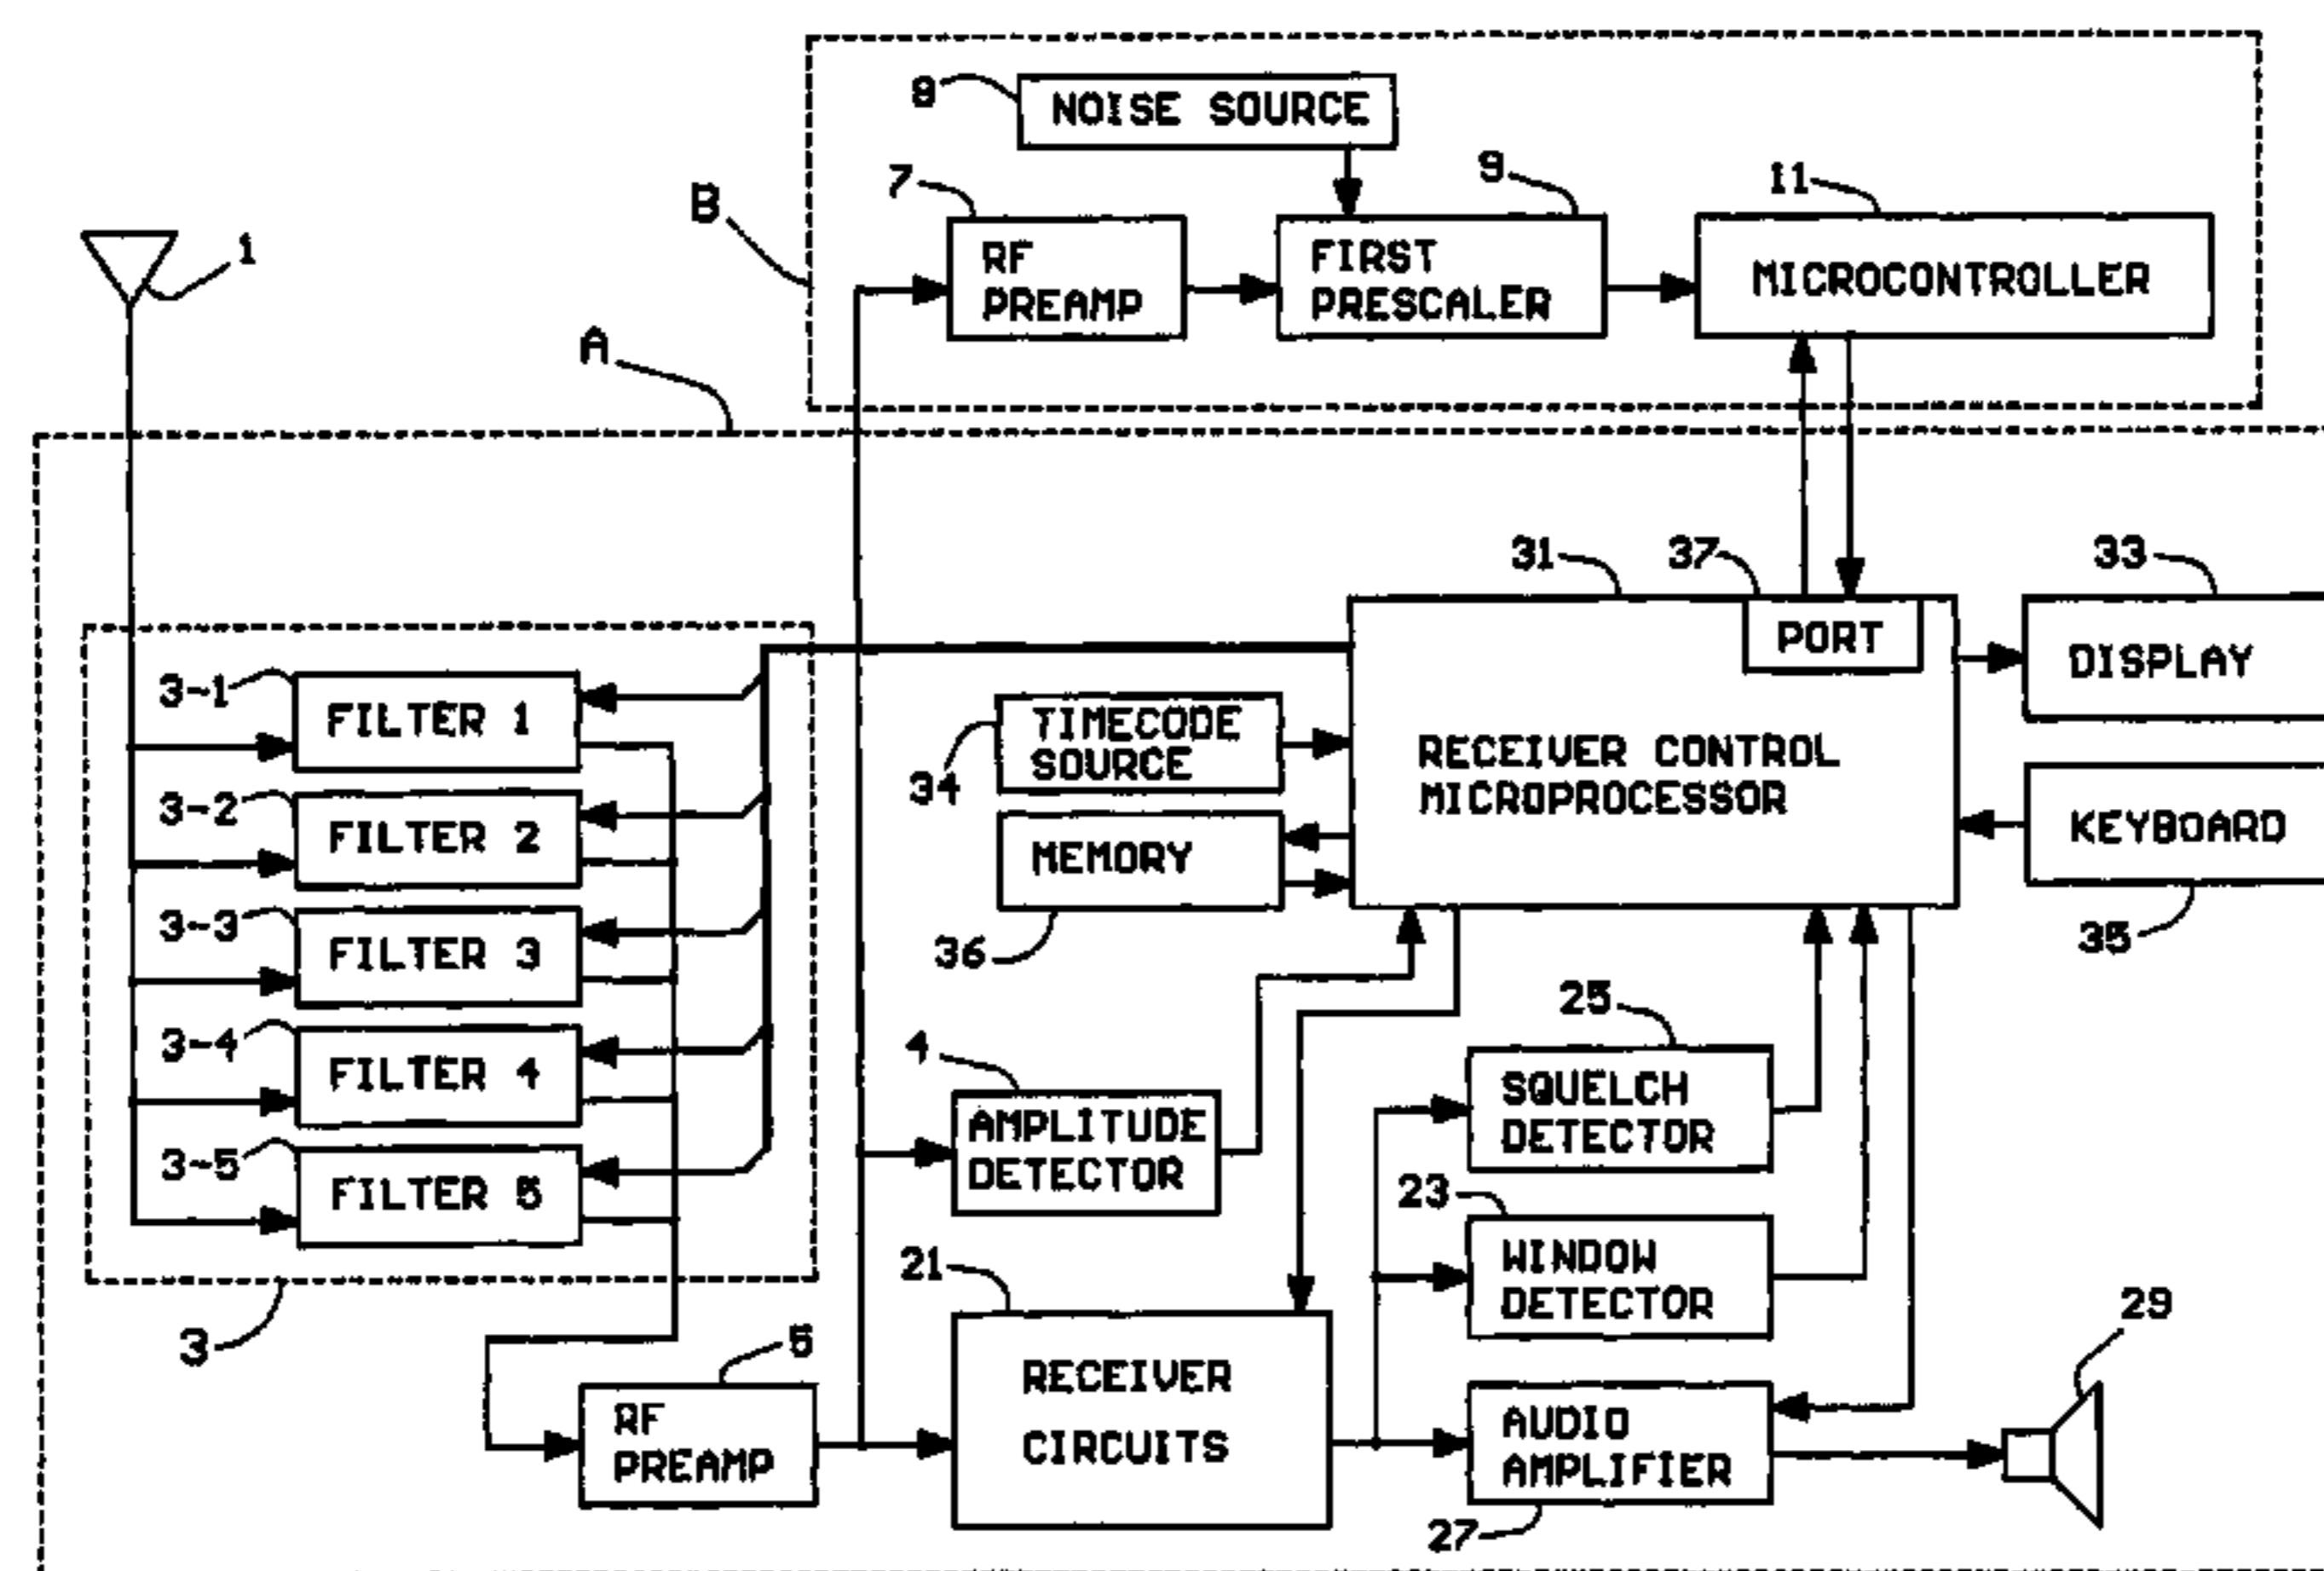 8
NOISE SOURCE
7
9
11
B
RF
PREAMP
FIRST
PRESCALER
MICROCONTROLLER
1
A
31
37
33
PORT
DISPLAY
3-1
FILTER 1
34
TIMECODE
SOURCE
RECEIVER CONTROL
MICROPROCESSOR
3-2
FILTER 2
MEMORY
KEYBOARD
36
35
3-3
FILTER 3
3-4
FILTER 4
4
AMPLITUDE
DETECTOR
25
SQUELCH
DETECTOR
3-5
FILTER 5
23
WINDOW
DETECTOR
3
21
RECEIVER
CIRCUITS
29
5
RF
PREAMP
AUDIO
AMPLIFIER
27